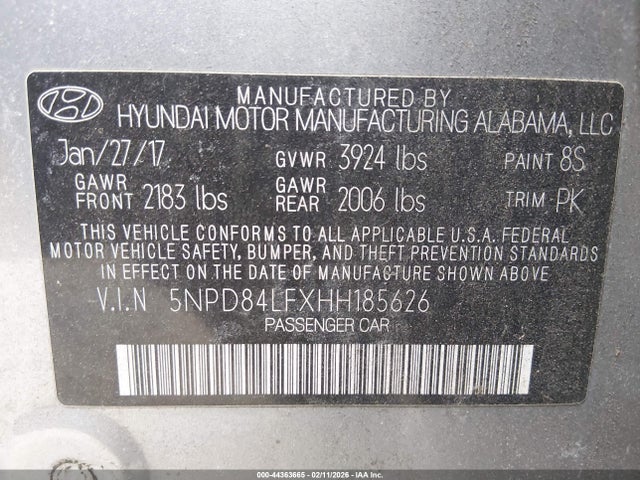 MANUFACTURED BY
HYUNDAI MOTOR MANUFACTURING ALABAMA, LLC
Jan/27/17 GVWR 3924 lbs PAINT 8S
GAWR FRONT 2183 lbs GAWR REAR 2006 lbs TRIM PK
THIS VEHICLE CONFORMS TO ALL APPLICABLE U.S.A. FEDERAL
MOTOR VEHICLE SAFETY, BUMPER, AND THEFT PREVENTION STANDARDS
IN EFFECT ON THE DATE OF MANUFACTURE SHOWN ABOVE
V.I.N 5NPD84LFXHH185626
PASSENGER CAR
000-44363665 - 02/11/2026 - IAAI.COM